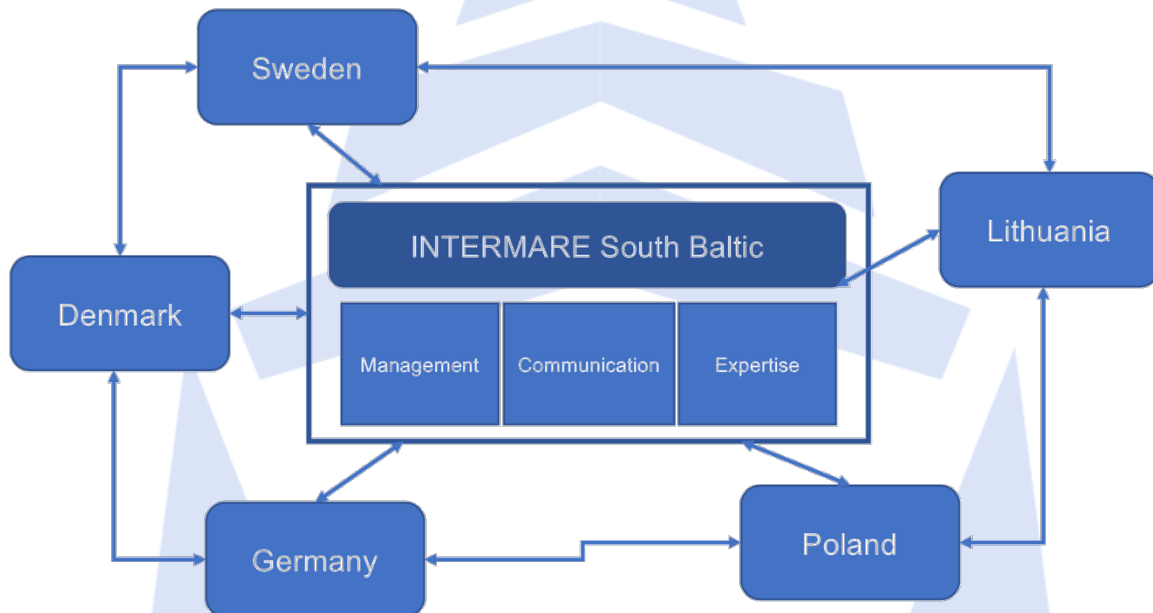 Sweden
Lithuania
INTERMARE South Baltic
Denmark
Management
Communication
Expertise
Germany
Poland